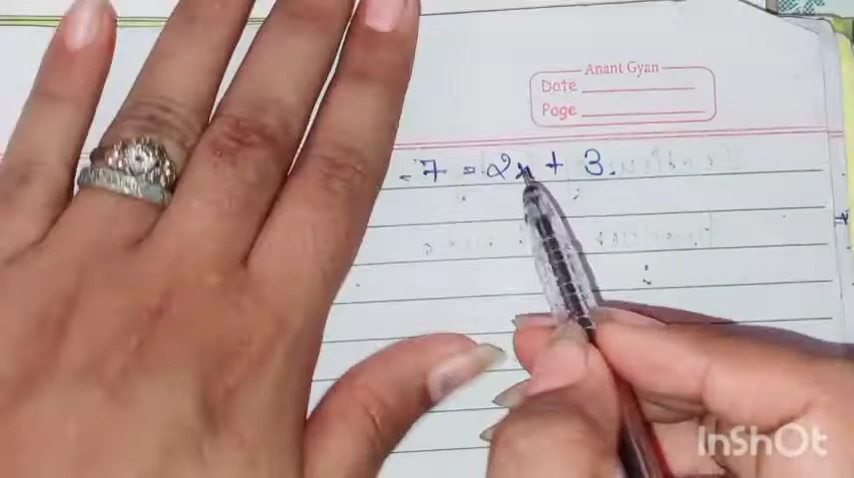 Anant Gyan
Date
Page
7 = 2x + 3.
InShOt